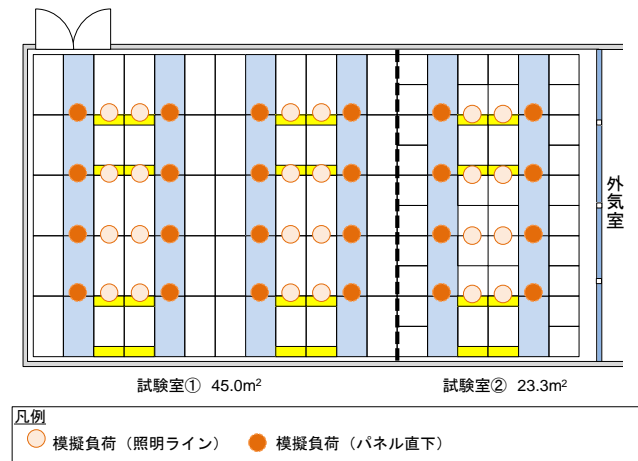 外気室
試験室① 45.0m²
試験室② 23.3m²
凡例
模擬負荷（照明ライン）
模擬負荷（パネル直下）